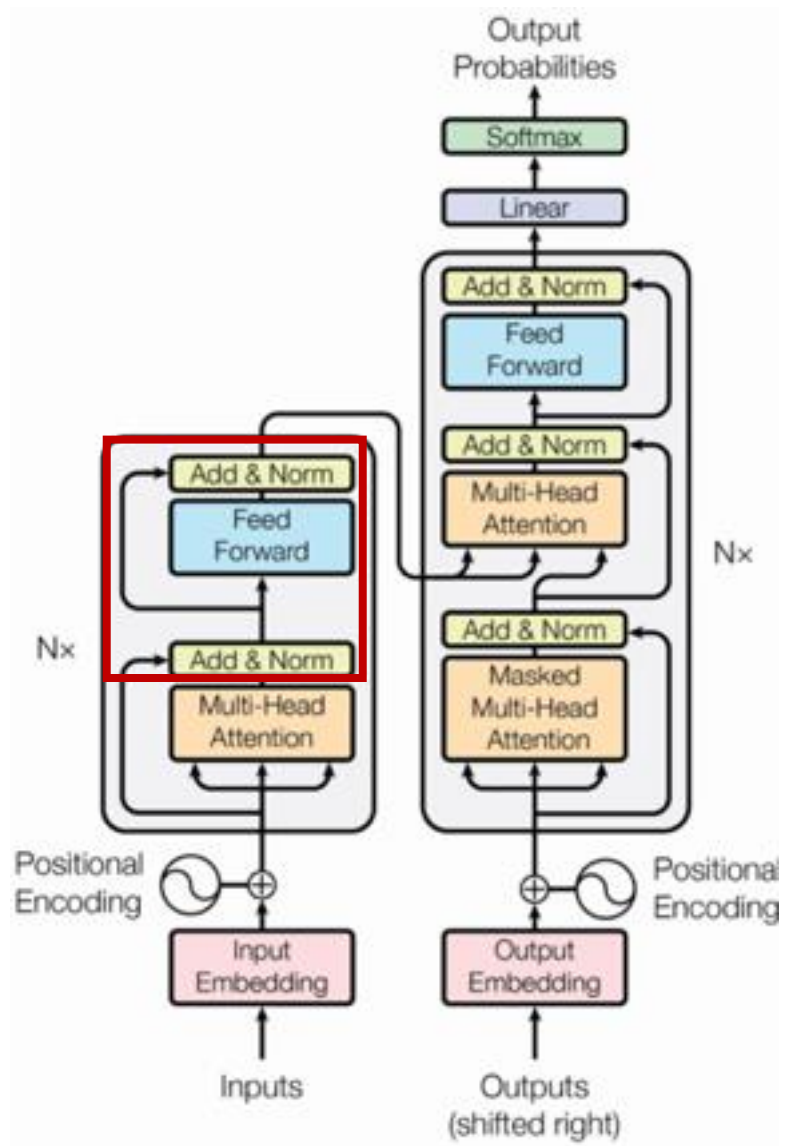 Output
Probabilities
Softmax
Linear
Add & Norm
Feed
Forward
Add & Norm
Multi-Head
Attention
Nx
Add & Norm
Masked
Multi-Head
Attention
Add & Norm
Feed
Forward
Nx
Add & Norm
Multi-Head
Attention
Positional
Encoding
Positional
Encoding
Input
Embedding
Output
Embedding
Inputs
Outputs
(shifted right)